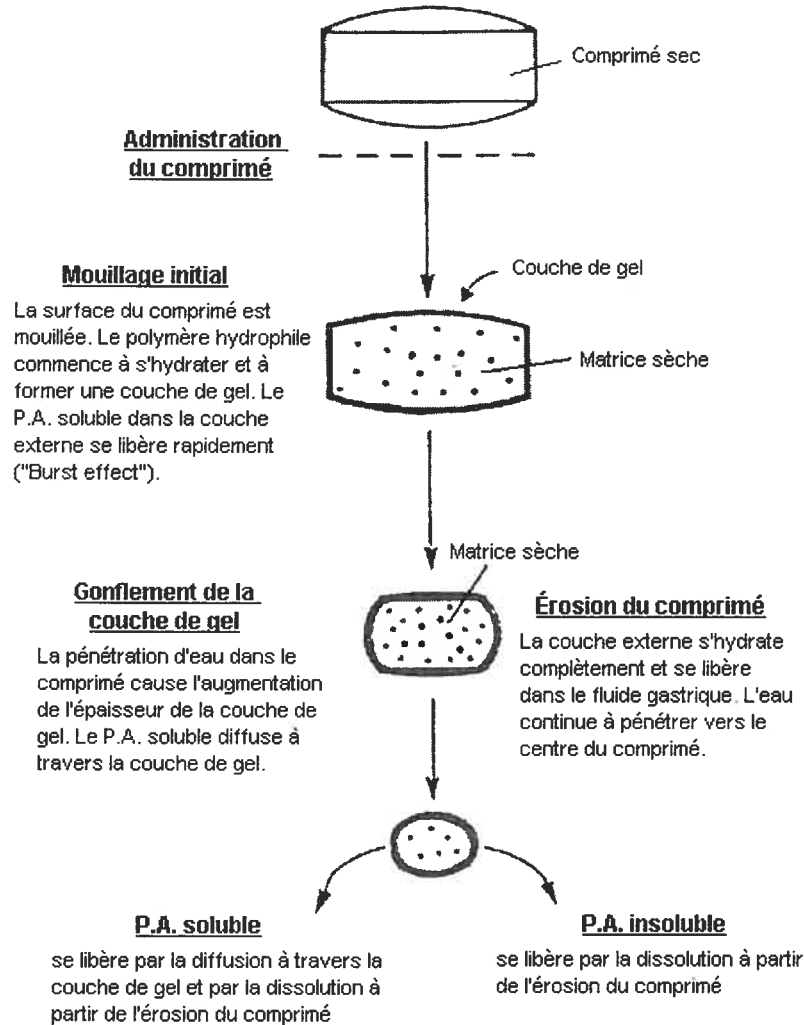 Comprimé sec
Administration
du comprimé
Couche de gel
Mouillage initial
La surface du comprimé est
mouillée. Le polymère hydrophile
commence à s'hydrater et à
former une couche de gel. Le
P.A. soluble dans la couche
externe se libère rapidement
("Burst effect").
Matrice sèche
Matrice sèche
Gonflement de la
couche de gel
La pénétration d'eau dans le
comprimé cause l'augmentation
de l'épaisseur de la couche de
gel. Le P.A. soluble diffuse à
travers la couche de gel.
Érosion du comprimé
La couche externe s'hydrate
complètement et se libère
dans le fluide gastrique. L'eau
continue à pénétrer vers le
centre du comprimé.
P.A. soluble
se libère par la diffusion à travers la
couche de gel et par la dissolution à
partir de l'érosion du comprimé
P.A. insoluble
se libère par la dissolution à partir
de l'érosion du comprimé